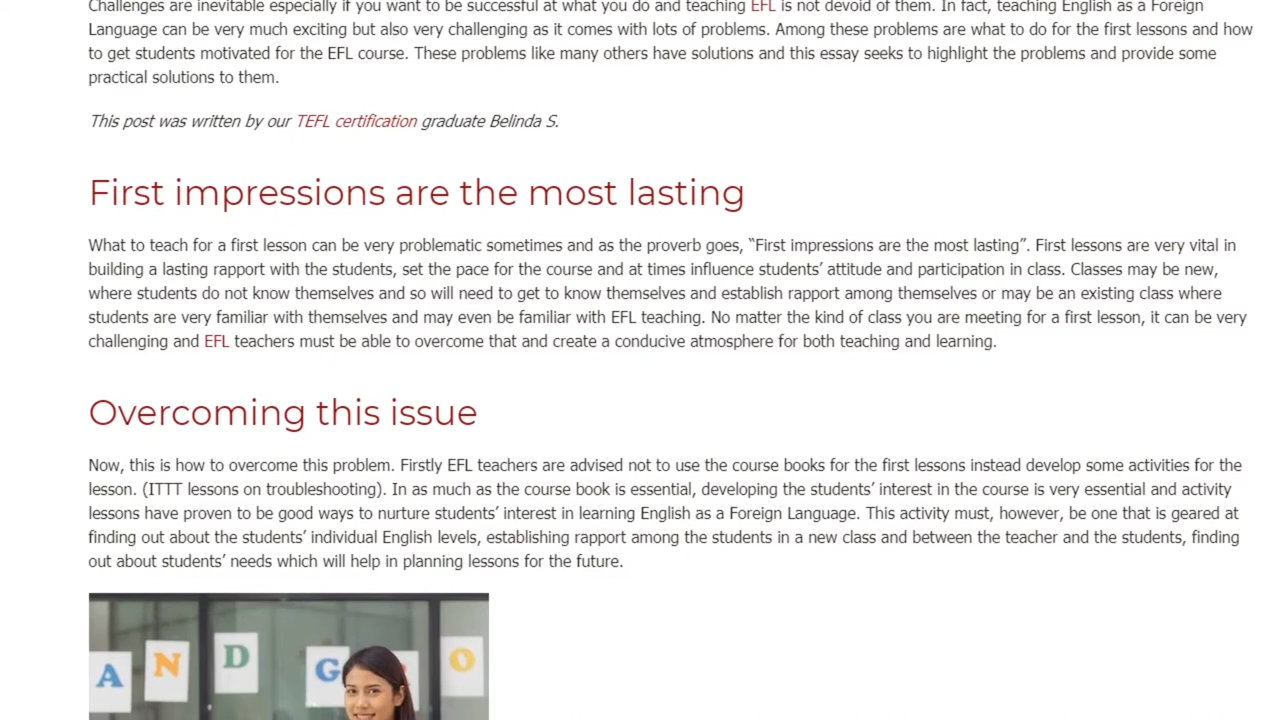 Challenges are inevitable especially if you want to be successful at what you do and teaching EFL is not devoid of them. In fact, teaching English as a Foreign
Language can be very much exciting but also very challenging as it comes with lots of problems. Among these problems are what to do for the first lessons and how
to get students motivated for the EFL course. These problems like many others have solutions and this essay seeks to highlight the problems and provide some
practical solutions to them.
This post was written by our TEFL certification graduate Belinda S.
First impressions are the most lasting
What to teach for a first lesson can be very problematic sometimes and as the proverb goes, “First impressions are the most lasting”. First lessons are very vital in
building a lasting rapport with the students, set the pace for the course and at times influence students’ attitude and participation in class. Classes may be new,
where students do not know themselves and so will need to get to know themselves and establish rapport among themselves or may be an existing class where
students are very familiar with themselves and may even be familiar with EFL teaching. No matter the kind of class you are meeting for a first lesson, it can be very
challenging and EFL teachers must be able to overcome that and create a conducive atmosphere for both teaching and learning.
Overcoming this issue
Now, this is how to overcome this problem. Firstly EFL teachers are advised not to use the course books for the first lessons instead develop some activities for the
lesson. (ITTT lessons on troubleshooting). In as much as the course book is essential, developing the students’ interest in the course is very essential and activity
lessons have proven to be good ways to nurture students’ interest in learning English as a Foreign Language. This activity must, however, be one that is geared at
finding out about the students’ individual English levels, establishing rapport among the students in a new class and between the teacher and the students, finding
out about students’ needs which will help in planning lessons for the future.
A N D G O